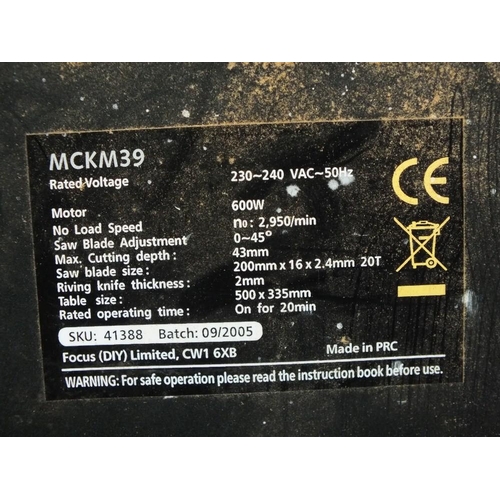 MCKM39
Rated Voltage 230~240 VAC~50Hz
Motor 600W
No Load Speed no: 2,950/min
Saw Blade Adjustment 0~45°
Max. Cutting depth: 43mm
Saw blade size: 200mm x 16 x 2.4mm 20T
Riving knife thickness: 2mm
Table size: 500 x 335mm
Rated operating time: On for 20min
SKU: 41388 Batch: 09/2005
Focus (DIY) Limited, CW1 6XB Made in PRC
WARNING: For safe operation please read the instruction book before use.
CE